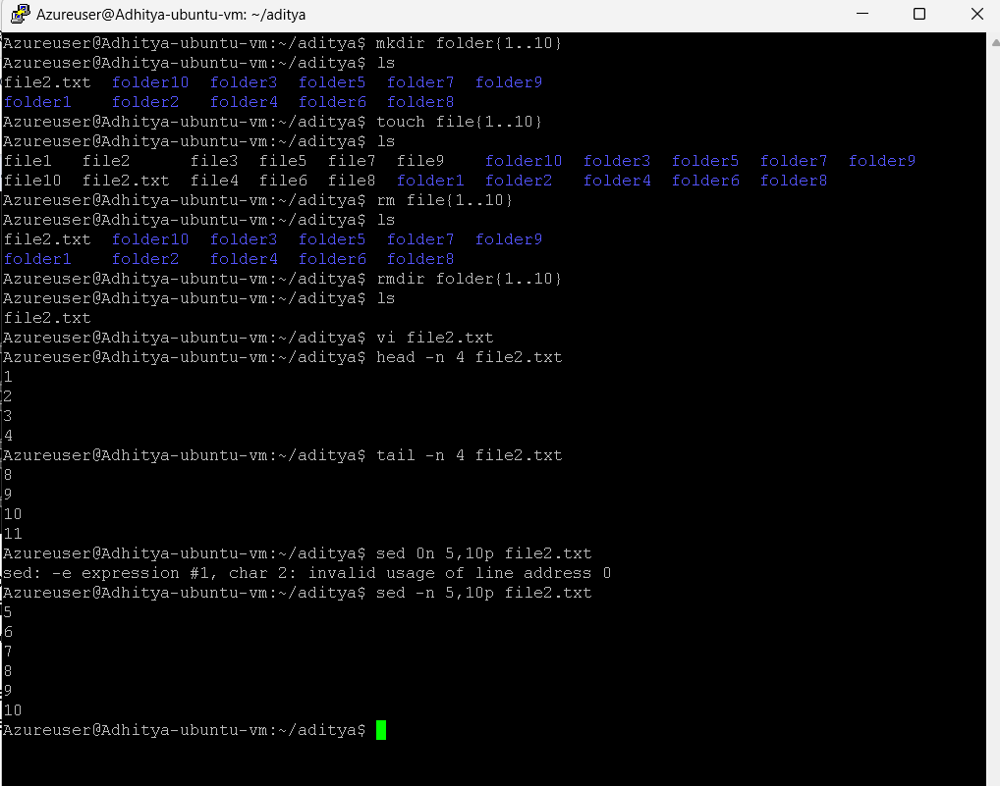 Azureuser@Adhitya-ubuntu-vm: ~/aditya
Azureuser@Adhitya-ubuntu-vm:~/aditya$ mkdir folder{1..10}
Azureuser@Adhitya-ubuntu-vm:~/aditya$ ls
file2.txt  folder10  folder3  folder5  folder7  folder9
folder1    folder2   folder4  folder6  folder8
Azureuser@Adhitya-ubuntu-vm:~/aditya$ touch file{1..10}
Azureuser@Adhitya-ubuntu-vm:~/aditya$ ls
file1   file2      file3  file5  file7  file9    folder10  folder3  folder5  folder7  folder9
file10  file2.txt  file4  file6  file8  folder1  folder2   folder4  folder6  folder8
Azureuser@Adhitya-ubuntu-vm:~/aditya$ rm file{1..10}
Azureuser@Adhitya-ubuntu-vm:~/aditya$ ls
file2.txt  folder10  folder3  folder5  folder7  folder9
folder1    folder2   folder4  folder6  folder8
Azureuser@Adhitya-ubuntu-vm:~/aditya$ rmdir folder{1..10}
Azureuser@Adhitya-ubuntu-vm:~/aditya$ ls
file2.txt
Azureuser@Adhitya-ubuntu-vm:~/aditya$ vi file2.txt
Azureuser@Adhitya-ubuntu-vm:~/aditya$ head -n 4 file2.txt
1
2
3
4
Azureuser@Adhitya-ubuntu-vm:~/aditya$ tail -n 4 file2.txt
8
9
10
11
Azureuser@Adhitya-ubuntu-vm:~/aditya$ sed 0n 5,10p file2.txt
sed: -e expression #1, char 2: invalid usage of line address 0
Azureuser@Adhitya-ubuntu-vm:~/aditya$ sed -n 5,10p file2.txt
5
6
7
8
9
10
Azureuser@Adhitya-ubuntu-vm:~/aditya$